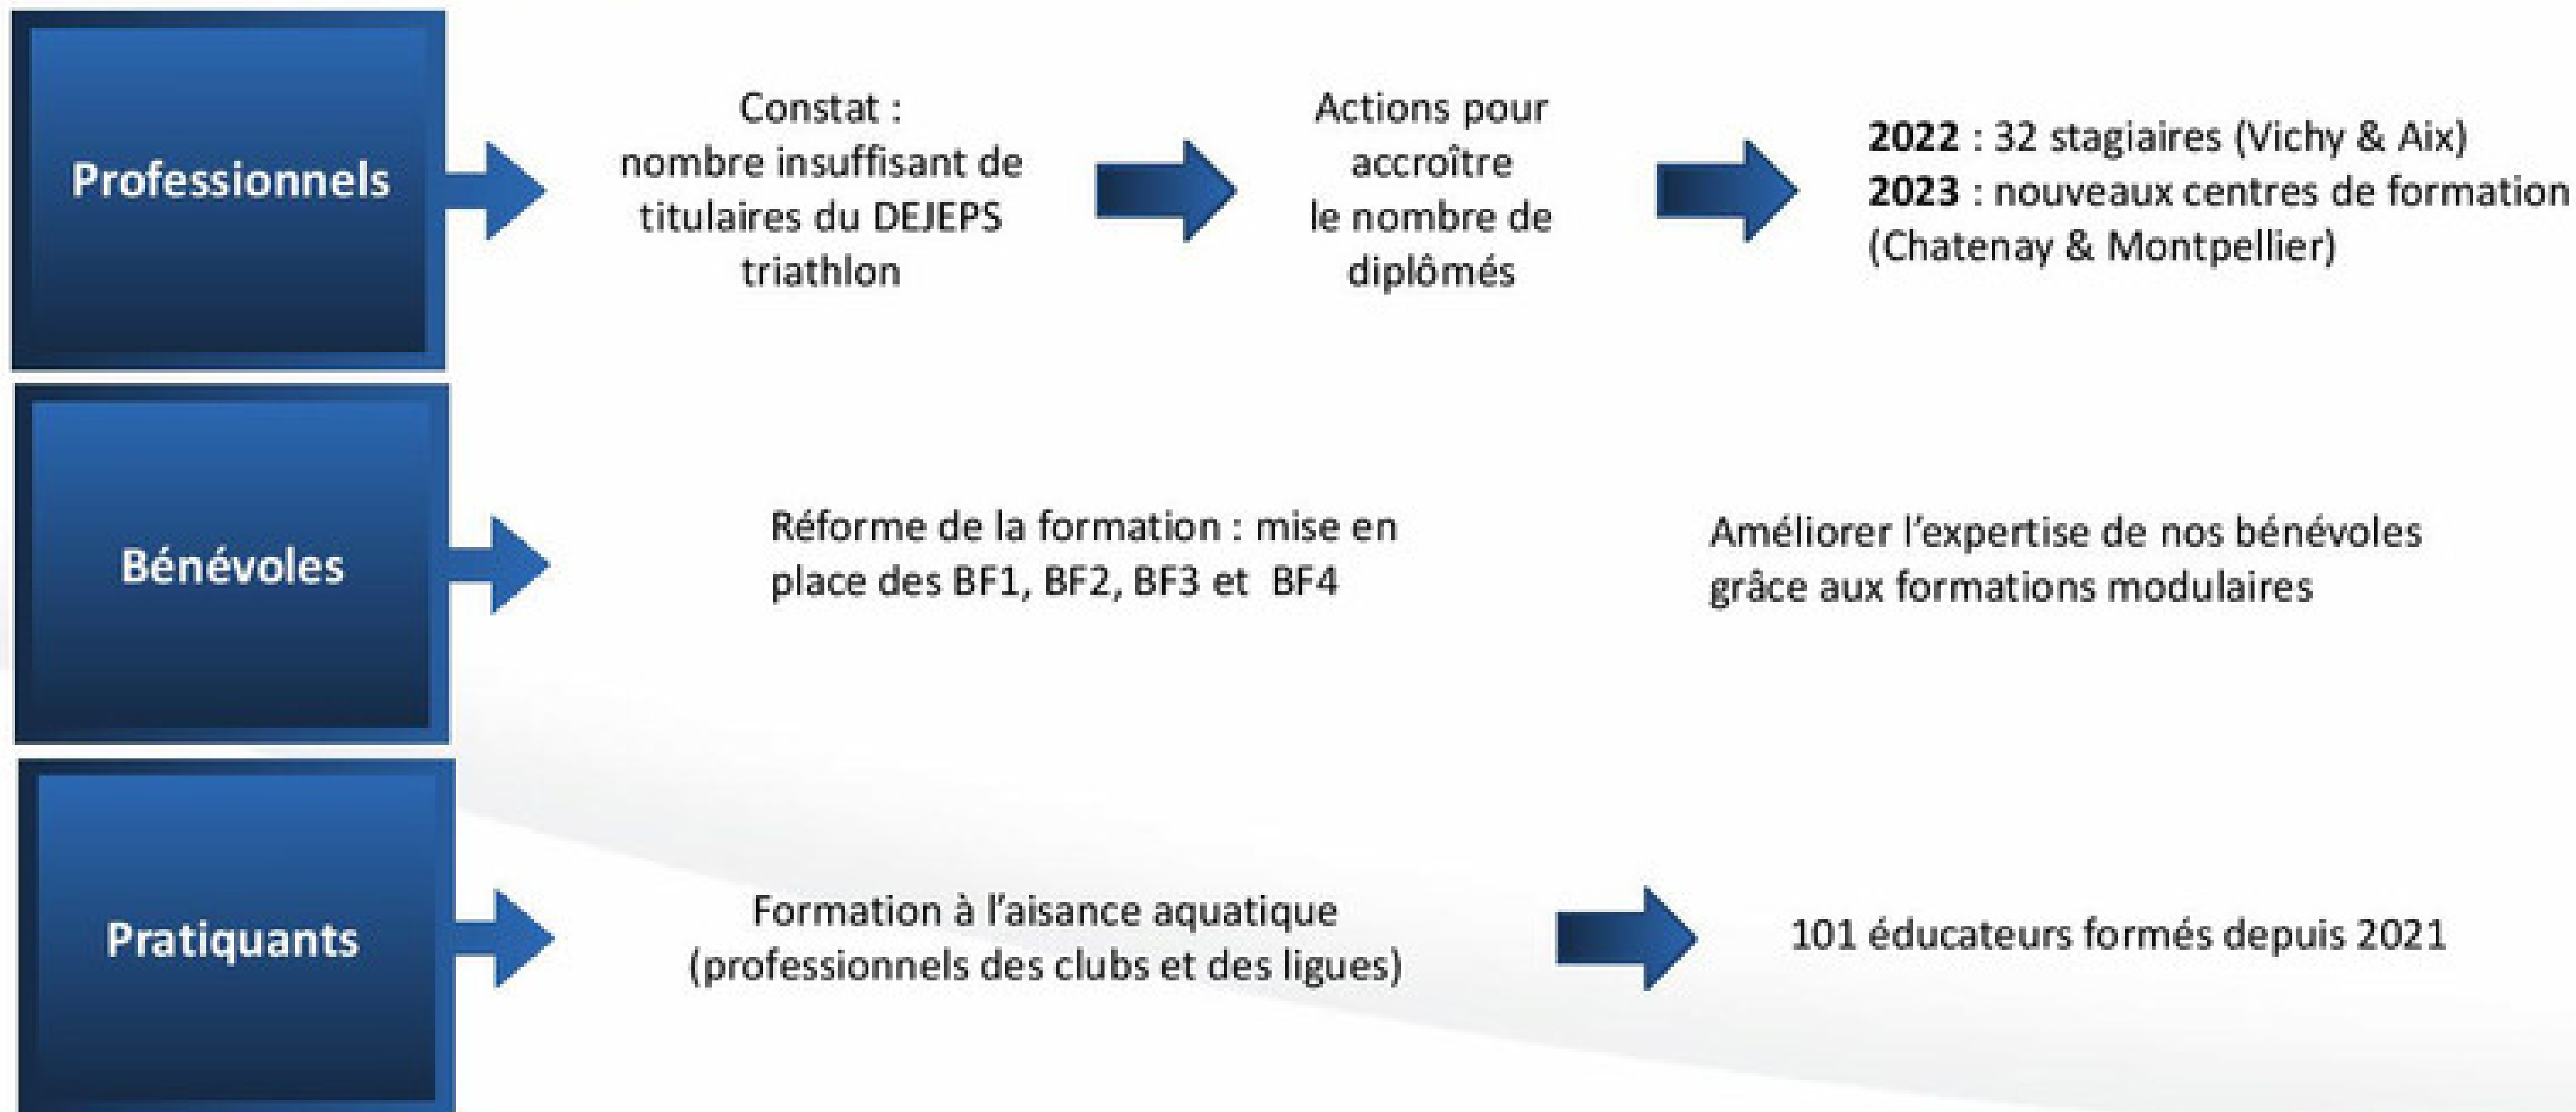 Professionnels
Constat :
nombre insuffisant de
titulaires du DEJEPS
triathlon
Actions pour
accroître
le nombre de
diplômés
2022 : 32 stagiaires (Vichy & Aix)
2023 : nouveaux centres de formation
(Chatenay & Montpellier)
Bénévoles
Réforme de la formation : mise en
place des BF1, BF2, BF3 et BF4
Améliorer l'expertise de nos bénévoles
grâce aux formations modulaires
Pratiquants
Formation à l'aisance aquatique
(professionnels des clubs et des ligues)
101 éducateurs formés depuis 2021